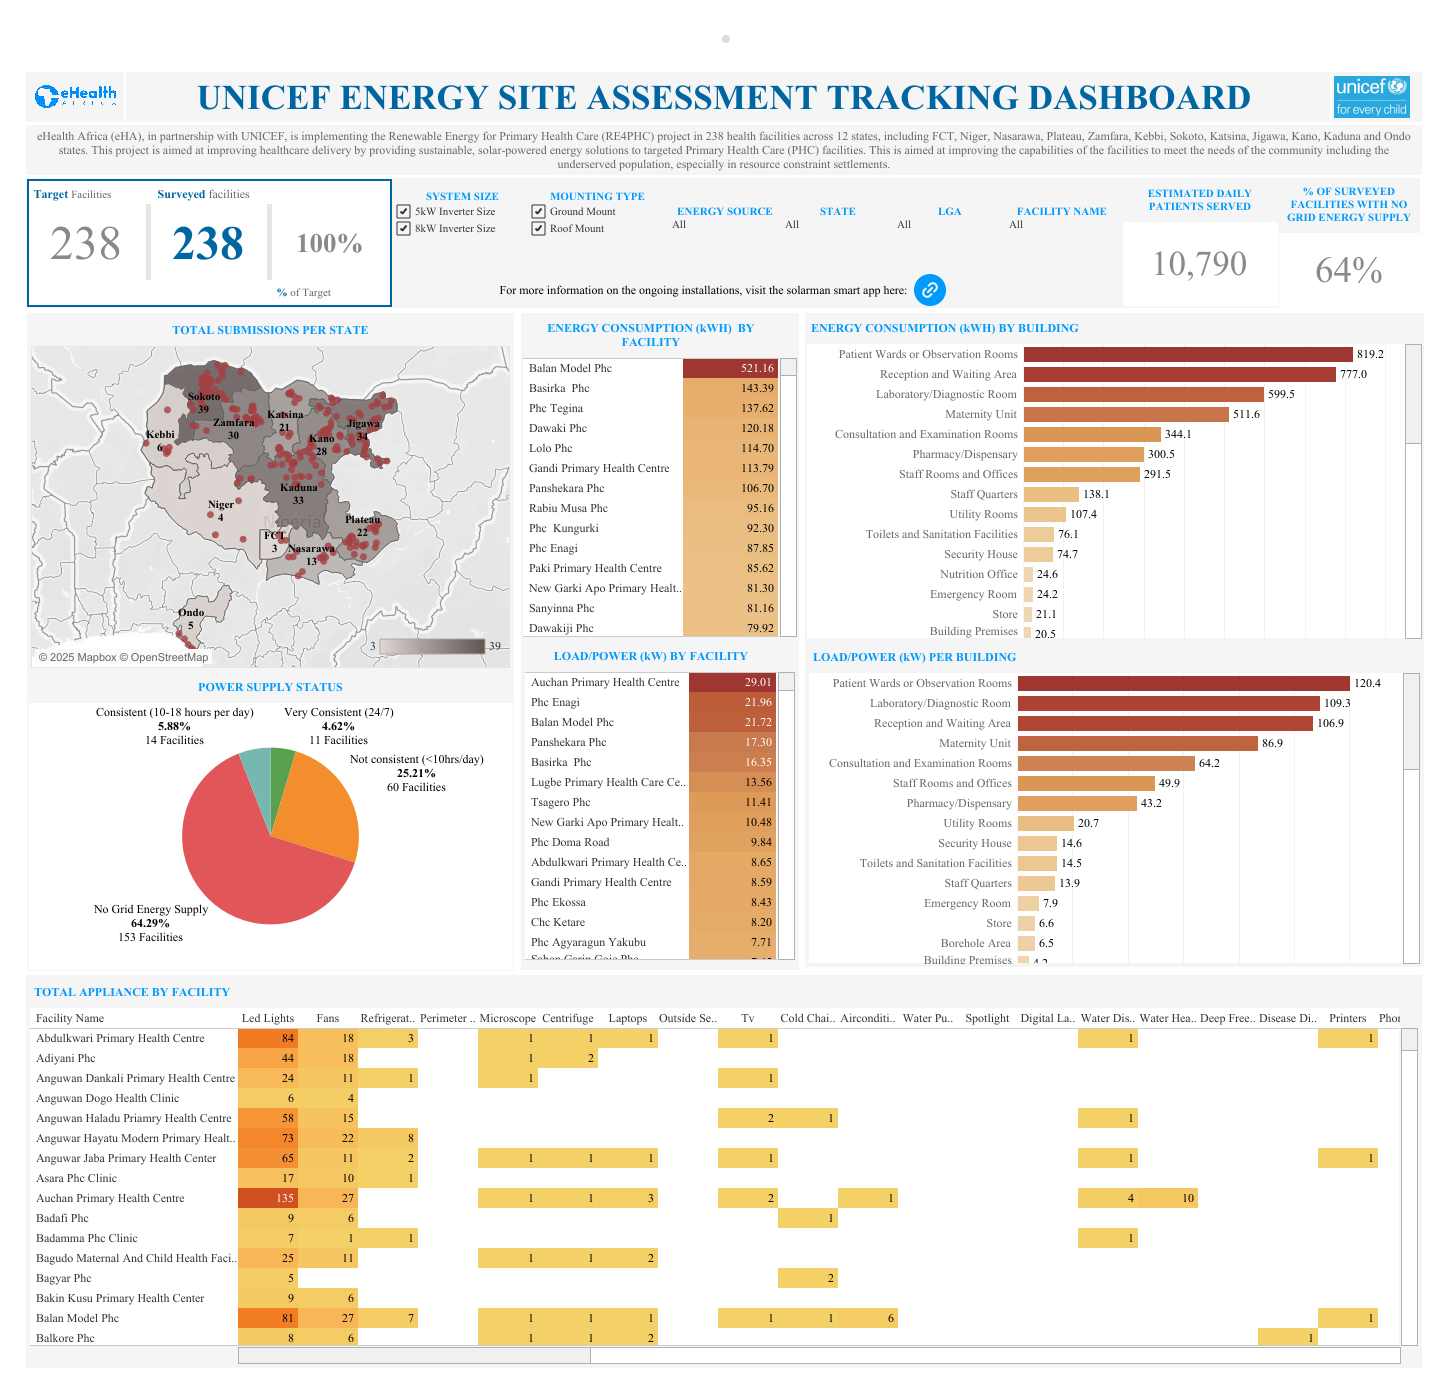 eHealth
AFRICA
UNICEF ENERGY SITE ASSESSMENT TRACKING DASHBOARD
unicef
for every child
eHealth Africa (eHA), in partnership with UNICEF, is implementing the Renewable Energy for Primary Health Care (RE4PHC) project in 238 health facilities across 12 states, including FCT, Niger, Nasarawa, Plateau, Zamfara, Kebbi, Sokoto, Katsina, Jigawa, Kano, Kaduna and Ondo
states. This project is aimed at improving healthcare delivery by providing sustainable, solar-powered energy solutions to targeted Primary Health Care (PHC) facilities. This is aimed at improving the capabilities of the facilities to meet the needs of the community including the
underserved population, especially in resource constraint settlements.
Target Facilities
238
Surveyed facilities
238
100%
% of Target
SYSTEM SIZE
5kW Inverter Size
8kW Inverter Size
MOUNTING TYPE
Ground Mount
Roof Mount
ENERGY SOURCE
All
STATE
All
LGA
All
FACILITY NAME
All
For more information on the ongoing installations, visit the solarman smart app here:
ESTIMATED DAILY
PATIENTS SERVED
10,790
% OF SURVEYED
FACILITIES WITH NO
GRID ENERGY SUPPLY
64%
TOTAL SUBMISSIONS PER STATE
Sokoto
39
Zamfara
30
Katsina
21
Jigawa
34
Kano
28
Kebbi
6
Kaduna
33
Niger
4
Nigeria
Plateau
22
FCT
3
Nasarawa
13
Ondo
5
3 39
© 2025 Mapbox © OpenStreetMap
POWER SUPPLY STATUS
Consistent (10-18 hours per day)
5.88%
14 Facilities
Very Consistent (24/7)
4.62%
11 Facilities
Not consistent (<10hrs/day)
25.21%
60 Facilities
No Grid Energy Supply
64.29%
153 Facilities
ENERGY CONSUMPTION (kWH) BY
FACILITY
Balan Model Phc 521.16
Basirka Phc 143.39
Phc Tegina 137.62
Dawaki Phc 120.18
Lolo Phc 114.70
Gandi Primary Health Centre 113.79
Panshekara Phc 106.70
Rabiu Musa Phc 95.16
Phc Kungurki 92.30
Phc Enagi 87.85
Paki Primary Health Centre 85.62
New Garki Apo Primary Healt.. 81.30
Sanyinna Phc 81.16
Dawakiji Phc 79.92
LOAD/POWER (kW) BY FACILITY
Auchan Primary Health Centre 29.01
Phc Enagi 21.96
Balan Model Phc 21.72
Panshekara Phc 17.30
Basirka Phc 16.35
Lugbe Primary Health Care Ce.. 13.56
Tsagero Phc 11.41
New Garki Apo Primary Healt.. 10.48
Phc Doma Road 9.84
Abdulkwari Primary Health Ce.. 8.65
Gandi Primary Health Centre 8.59
Phc Ekossa 8.43
Chc Ketare 8.20
Phc Agyaragun Yakubu 7.71
ENERGY CONSUMPTION (kWH) BY BUILDING
Patient Wards or Observation Rooms 819.2
Reception and Waiting Area 777.0
Laboratory/Diagnostic Room 599.5
Maternity Unit 511.6
Consultation and Examination Rooms 344.1
Pharmacy/Dispensary 300.5
Staff Rooms and Offices 291.5
Staff Quarters 138.1
Utility Rooms 107.4
Toilets and Sanitation Facilities 76.1
Security House 74.7
Nutrition Office 24.6
Emergency Room 24.2
Store 21.1
Building Premises 20.5
LOAD/POWER (kW) PER BUILDING
Patient Wards or Observation Rooms 120.4
Laboratory/Diagnostic Room 109.3
Reception and Waiting Area 106.9
Maternity Unit 86.9
Consultation and Examination Rooms 64.2
Staff Rooms and Offices 49.9
Pharmacy/Dispensary 43.2
Utility Rooms 20.7
Security House 14.6
Toilets and Sanitation Facilities 14.5
Staff Quarters 13.9
Emergency Room 7.9
Store 6.6
Borehole Area 6.5
Building Premises
TOTAL APPLIANCE BY FACILITY
Facility Name Led Lights Fans Refrigerat.. Perimeter .. Microscope Centrifuge Laptops Outside Se.. Tv Cold Chai.. Airconditi.. Water Pu.. Spotlight Digital La.. Water Dis.. Water Hea.. Deep Free.. Disease Di.. Printers Phon
Abdulkwari Primary Health Centre 84 18 3 1 1 1 1 1 1
Adiyani Phc 44 18 1 2
Anguwan Dankali Primary Health Centre 24 11 1 1 1
Anguwan Dogo Health Clinic 6 4
Anguwan Haladu Priamry Health Centre 58 15 2 1 1
Anguwar Hayatu Modern Primary Healt.. 73 22 8
Anguwar Jaba Primary Health Center 65 11 2 1 1 1 1 1 1
Asara Phc Clinic 17 10 1
Auchan Primary Health Centre 135 27 1 1 3 2 1 4 10
Badafi Phc 9 6 1
Badamma Phc Clinic 7 1 1 1
Bagudo Maternal And Child Health Faci.. 25 11 1 1 2
Bagyar Phc 5 2
Bakin Kusu Primary Health Center 9 6
Balan Model Phc 81 27 7 1 1 1 1 1 6 1
Balkore Phc 8 6 1 1 2 1